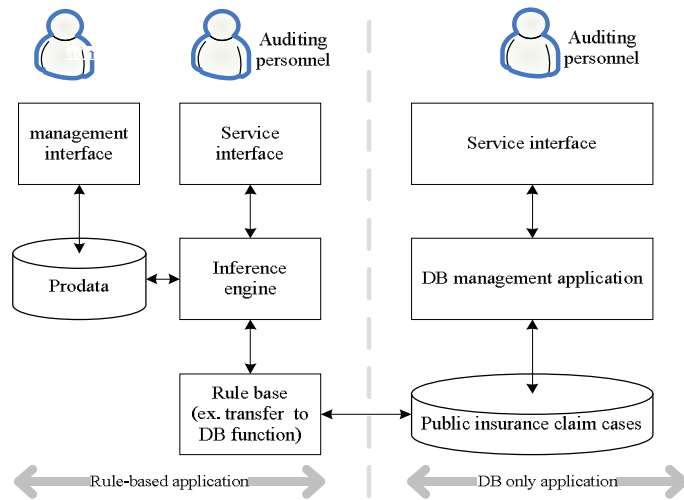 Auditing
personnel
Auditing
personnel
management
interface
Service
interface
Service interface
Prodata
Inference
engine
DB management application
Rule base
(ex. transfer to
DB function)
Public insurance claim cases
Rule-based application
DB only application